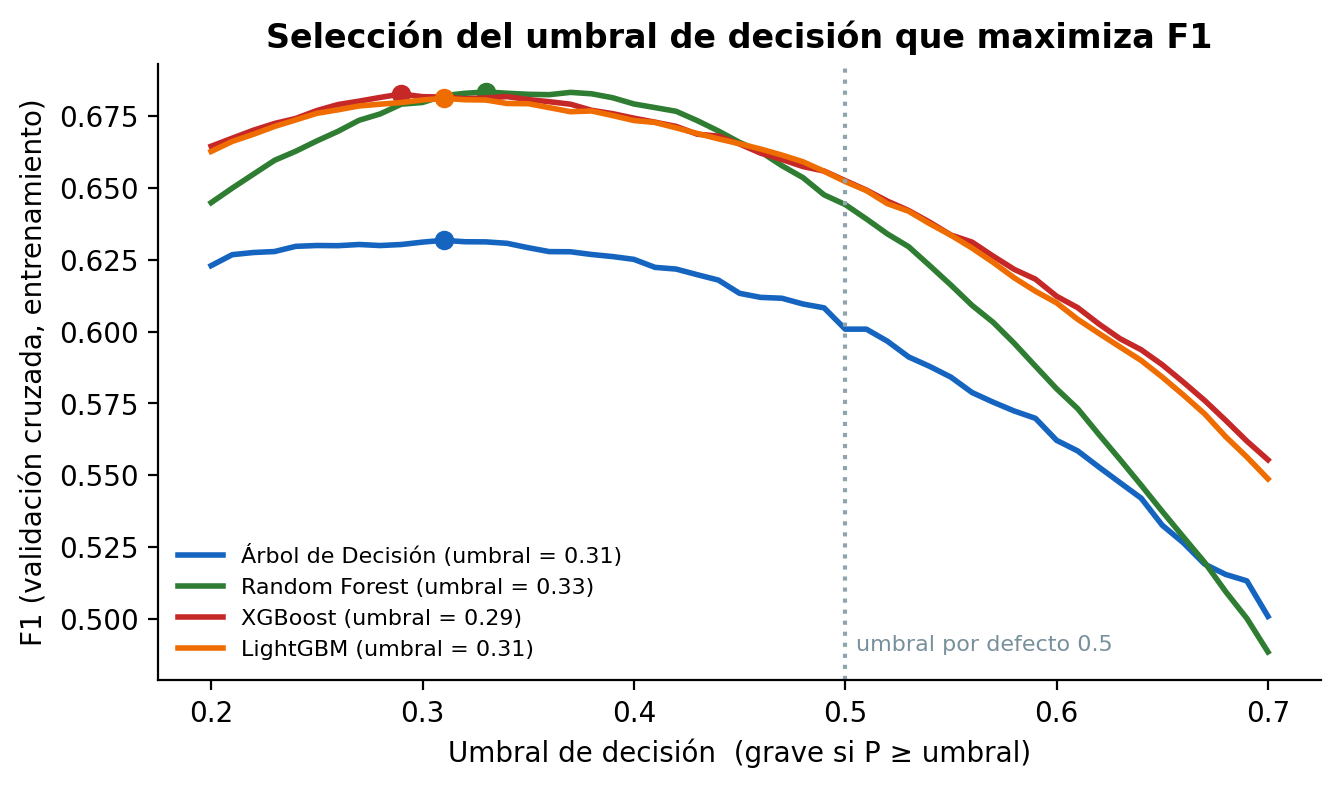 Selección del umbral de decisión que maximiza F1
F1 (validación cruzada, entrenamiento)
0.675
0.650
0.625
0.600
0.575
0.550
0.525
0.500
Árbol de Decisión (umbral = 0.31)
Random Forest (umbral = 0.33)
XGBoost (umbral = 0.29)
LightGBM (umbral = 0.31)
umbral por defecto 0.5
0.2 0.3 0.4 0.5 0.6 0.7
Umbral de decisión (grave si P ≥ umbral)